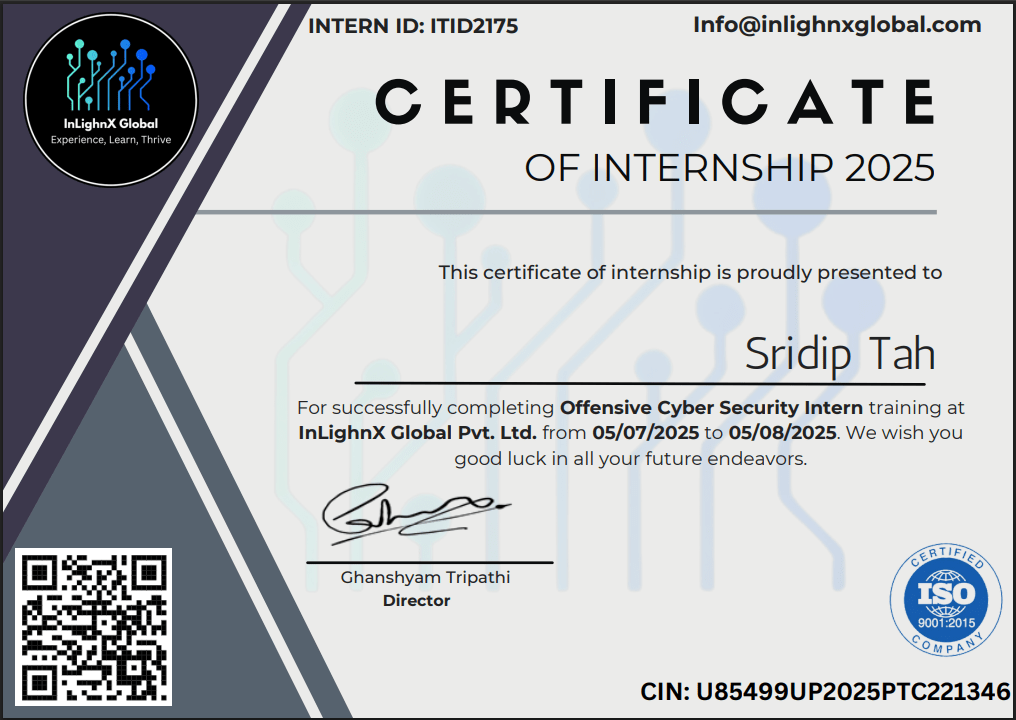 INTERN ID: ITID2175
Info@inlighnxglobal.com
InLighnX Global
Experience, Learn, Thrive
CERTIFICATE
OF INTERNSHIP 2025
This certificate of internship is proudly presented to
Sridip Tah
For successfully completing Offensive Cyber Security Intern training at
InLighnX Global Pvt. Ltd. from 05/07/2025 to 05/08/2025. We wish you
good luck in all your future endeavors.
Ghanshyam Tripathi
Director
CERTIFIED
ISO
9001:2015
COMPANY
CIN: U85499UP2025PTC221346